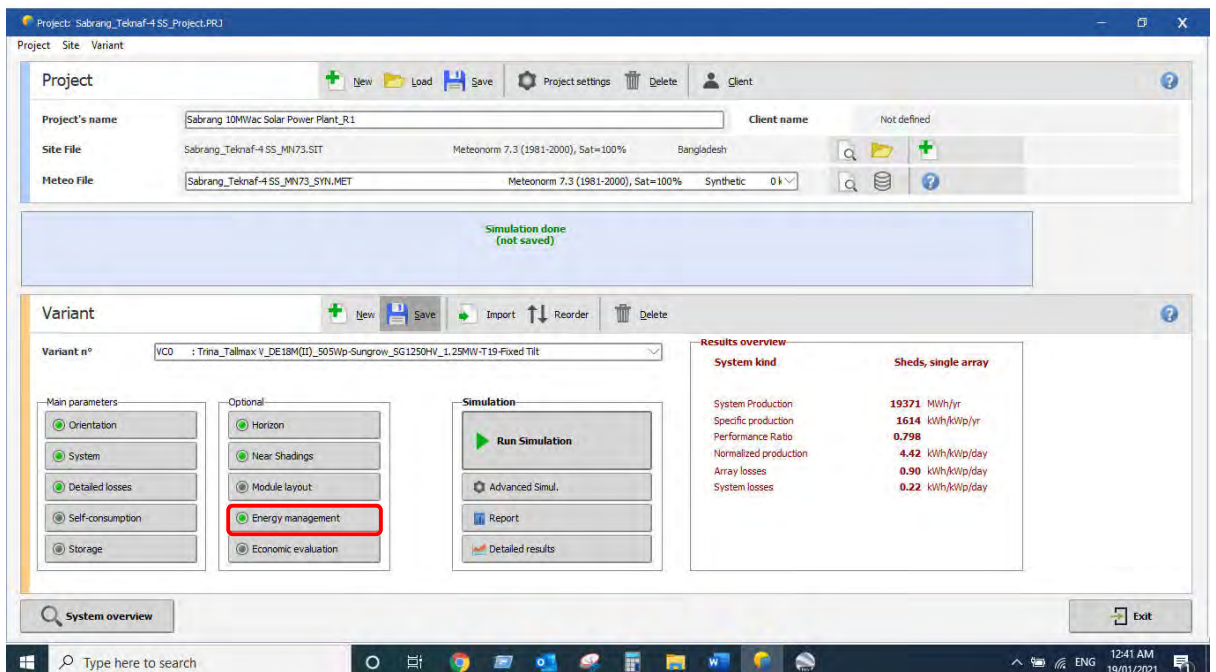 Project: Sabrang_Teknaf-4 SS_Project.PRJ
Project Site Variant
Project New Load Save Project settings Delete Client
Project's name Sabrang 10MWac Solar Power Plant_R1 Client name Not defined
Site File Sabrang_Teknaf-4 SS_MN73.SIT Meteonorm 7.3 (1981-2000), Sat=100% Bangladesh
Meteo File Sabrang_Teknaf-4 SS_MN73_SYN.MET Meteonorm 7.3 (1981-2000), Sat=100% Synthetic 0 k
Simulation done
(not saved)
Variant New Save Import Reorder Delete
Variant n° VC0 : Trina_Tallmax V_DE18M(II)_505Wp-Sungrow_SG1250HV_1.25MW-T19-Fixed Tilt
Results overview
System kind Sheds, single array
Main parameters Optional Simulation
System Production 19371 MWh/yr
Orientation Horizon Run Simulation
Specific production 1614 kWh/kWp/yr
Performance Ratio 0.798
System Near Shadings
Normalized production 4.42 kWh/kWp/day
Array losses 0.90 kWh/kWp/day
Detailed losses Module layout Advanced Simul.
System losses 0.22 kWh/kWp/day
Self-consumption Energy management Report
Storage Economic evaluation Detailed results
System overview Exit
Type here to search ENG 12:41 AM
19/01/2021